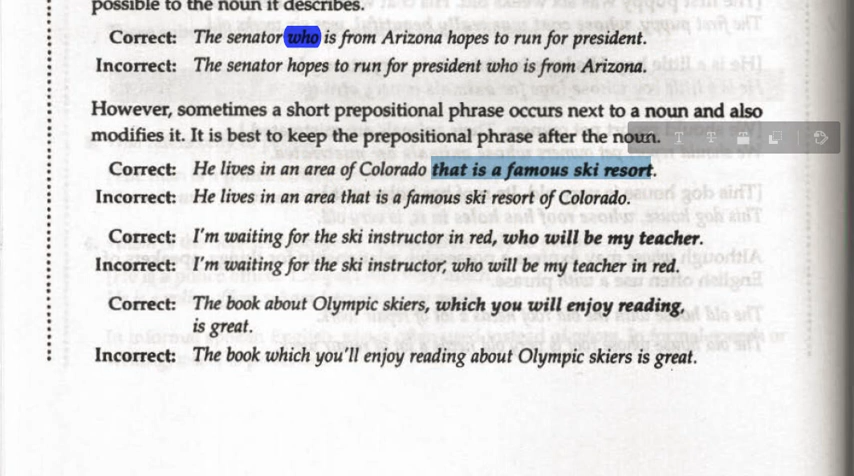 possible to the noun it describes.
Correct: The senator who is from Arizona hopes to run for president.
Incorrect: The senator hopes to run for president who is from Arizona.
However, sometimes a short prepositional phrase occurs next to a noun and also
modifies it. It is best to keep the prepositional phrase after the noun.
Correct: He lives in an area of Colorado that is a famous ski resort.
Incorrect: He lives in an area that is a famous ski resort of Colorado.
Correct: I'm waiting for the ski instructor in red, who will be my teacher.
Incorrect: I'm waiting for the ski instructor, who will be my teacher in red.
Correct: The book about Olympic skiers, which you will enjoy reading,
is great.
Incorrect: The book which you'll enjoy reading about Olympic skiers is great.